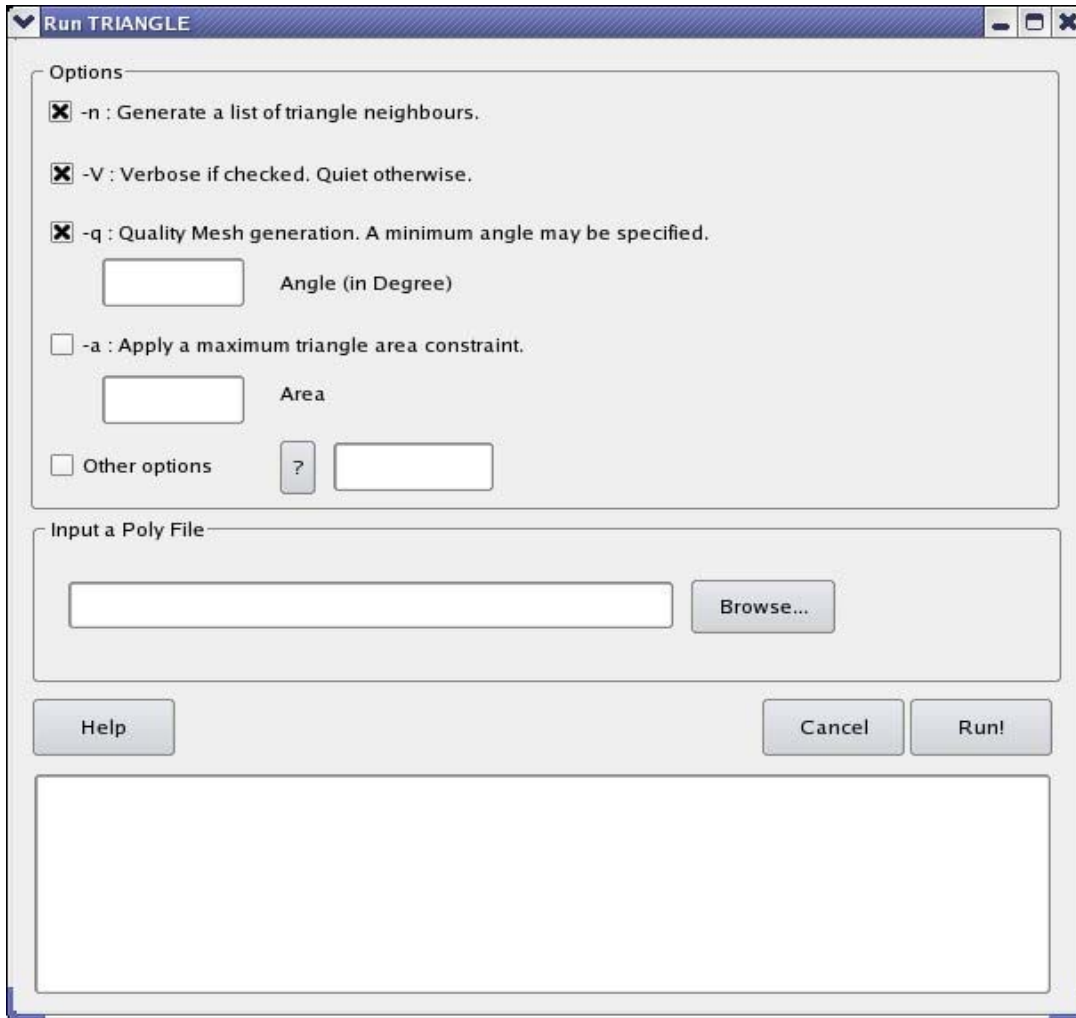 Run TRIANGLE
Options
-n : Generate a list of triangle neighbours.
-V : Verbose if checked. Quiet otherwise.
-q : Quality Mesh generation. A minimum angle may be specified.
Angle (in Degree)
-a : Apply a maximum triangle area constraint.
Area
Other options ?
Input a Poly File
Browse...
Help Cancel Run!